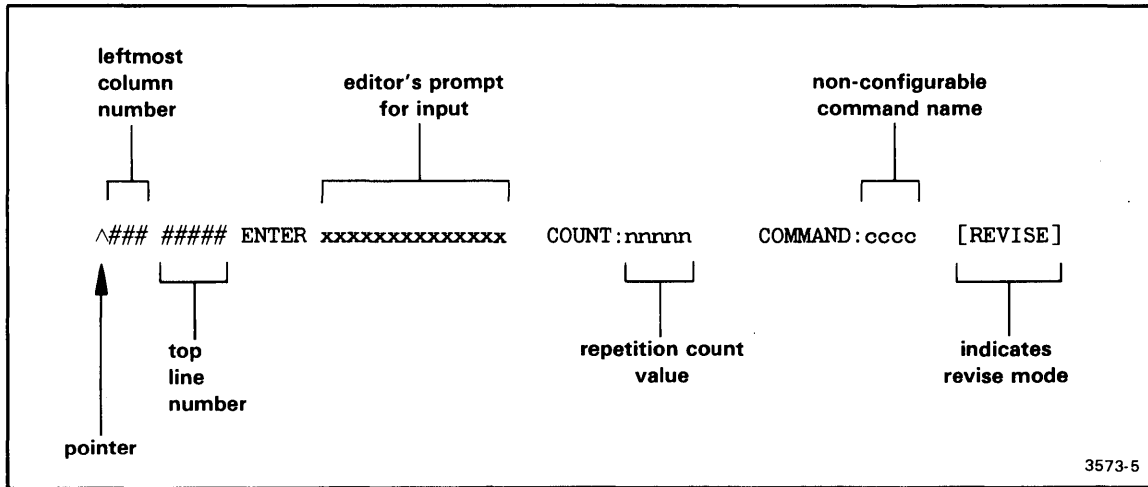 leftmost
column
number
editor's prompt
for input
non-configurable
command name
^### ##### ENTER xxxxxxxxxxxxxx COUNT:nnnnn COMMAND:cccc [REVISE]
top
line
number
repetition count
value
indicates
revise mode
pointer
3573-5